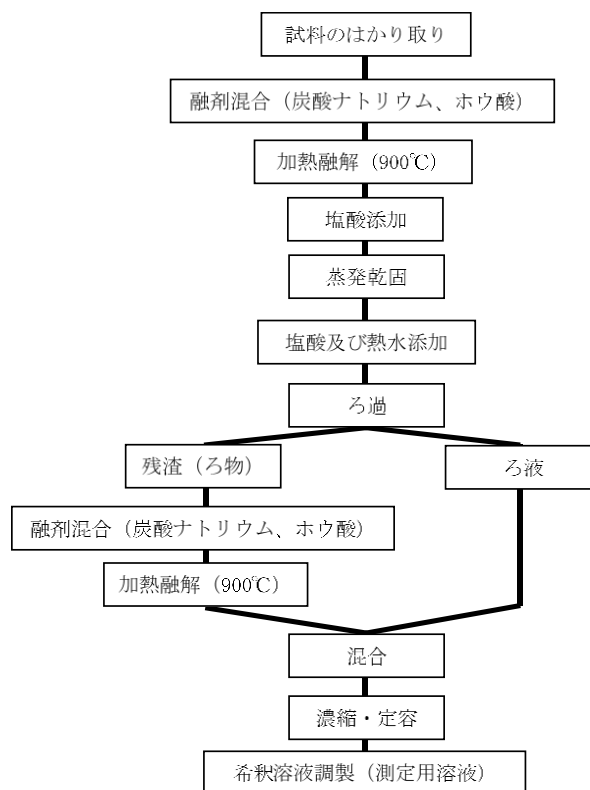 試料のはかり取り
融剤混合（炭酸ナトリウム、ホウ酸）
加熱融解（900℃）
塩酸添加
蒸発乾固
塩酸及び熱水添加
ろ過
残渣（ろ物）
ろ液
融剤混合（炭酸ナトリウム、ホウ酸）
加熱融解（900℃）
混合
濃縮・定容
希釈溶液調製（測定用溶液）